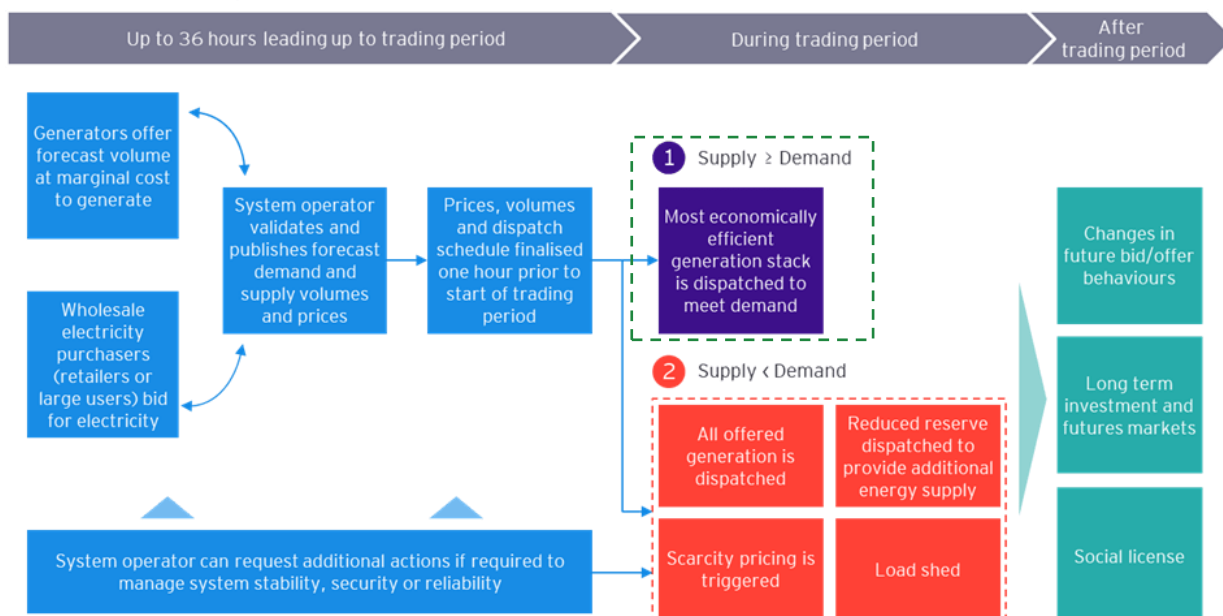 Up to 36 hours leading up to trading period
During trading period
After
trading period
Generators offer
forecast volume
at marginal cost
to generate
Wholesale
electricity
purchasers
(retailers or
large users) bid
for electricity
System operator
validates and
publishes forecast
demand and
supply volumes
and prices
Prices, volumes
and dispatch
schedule finalised
one hour prior to
start of trading
period
1 Supply ≥ Demand
Most economically
efficient
generation stack
is dispatched to
meet demand
2 Supply < Demand
All offered
generation is
dispatched
Reduced reserve
dispatched to
provide additional
energy supply
Scarcity pricing is
triggered
Load shed
System operator can request additional actions if required to
manage system stability, security or reliability
Changes in
future bid/offer
behaviours
Long term
investment and
futures markets
Social license